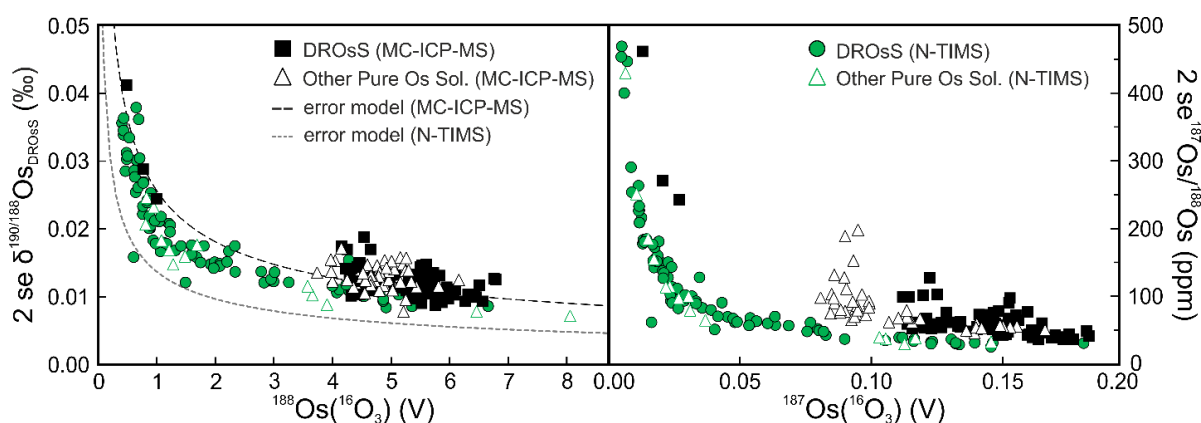 0.05
0.04
0.03
0.02
0.01
0.00
2 se δ¹⁹⁰/¹⁸⁸Os_DROsS (‰)
DROsS (MC-ICP-MS)
Other Pure Os Sol. (MC-ICP-MS)
error model (MC-ICP-MS)
error model (N-TIMS)
0 1 2 3 4 5 6 7 8
¹⁸⁸Os(¹⁶O₃) (V)
DROsS (N-TIMS)
Other Pure Os Sol. (N-TIMS)
0.00 0.05 0.10 0.15 0.20
¹⁸⁷Os(¹⁶O₃) (V)
500
400
300
200
100
0
2 se ¹⁸⁷Os/¹⁸⁸Os (ppm)